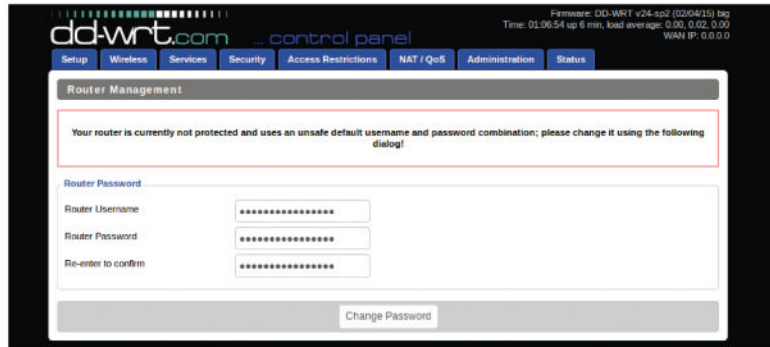 Firmware: DD-WRT v24-sp2 (02/04/15) big
Time: 01:06:54 up 6 min, load average: 0.00, 0.02, 0.00
WAN IP: 0.0.0.0
dd-wrt.com ... control panel
Setup Wireless Services Security Access Restrictions NAT / QoS Administration Status
Router Management
Your router is currently not protected and uses an unsafe default username and password combination; please change it using the following
dialog!
Router Password
Router Username ••••••••••••••••
Router Password ••••••••••••••••
Re-enter to confirm ••••••••••••••••
Change Password